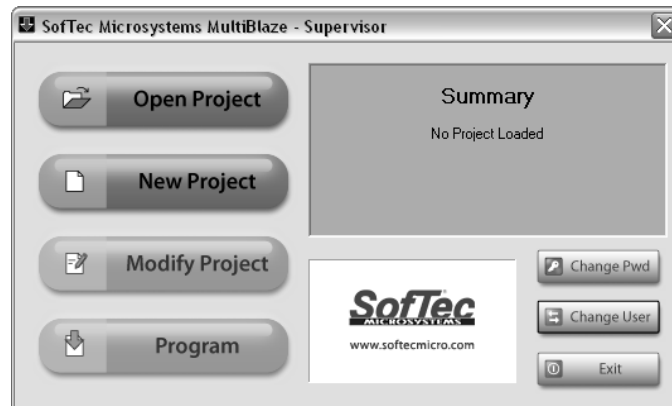 SofTec Microsystems MultiBlaze - Supervisor
Open Project
New Project
Modify Project
Program
Summary
No Project Loaded
SofTec
MICROSYSTEMS
www.softecmicro.com
Change Pwd
Change User
Exit